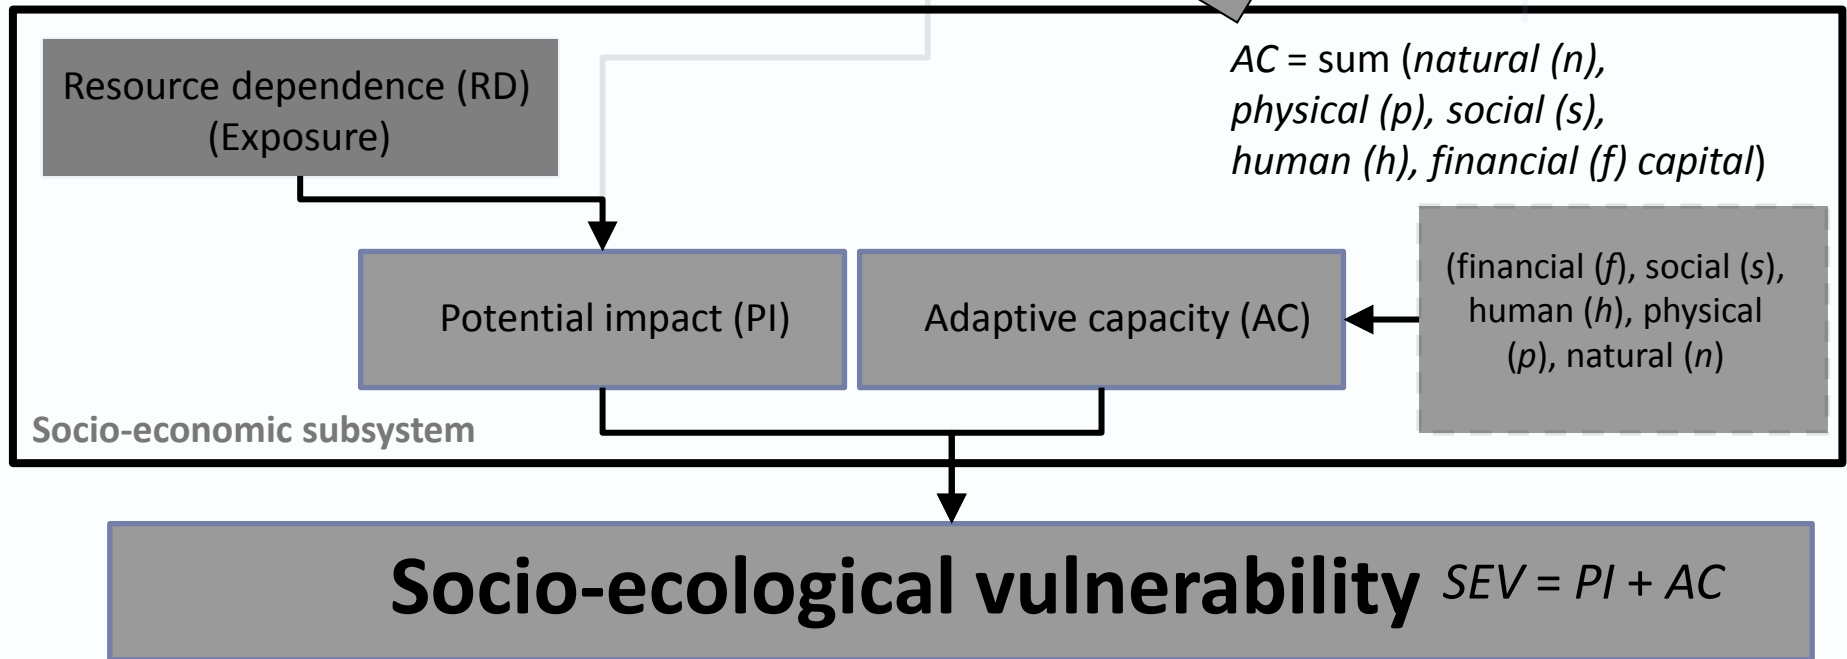 Resource dependence (RD)
(Exposure)
AC = sum (natural (n),
physical (p), social (s),
human (h), financial (f) capital)
Potential impact (PI)
Adaptive capacity (AC)
(financial (f), social (s),
human (h), physical
(p), natural (n)
Socio-economic subsystem
Socio-ecological vulnerability SEV = PI + AC